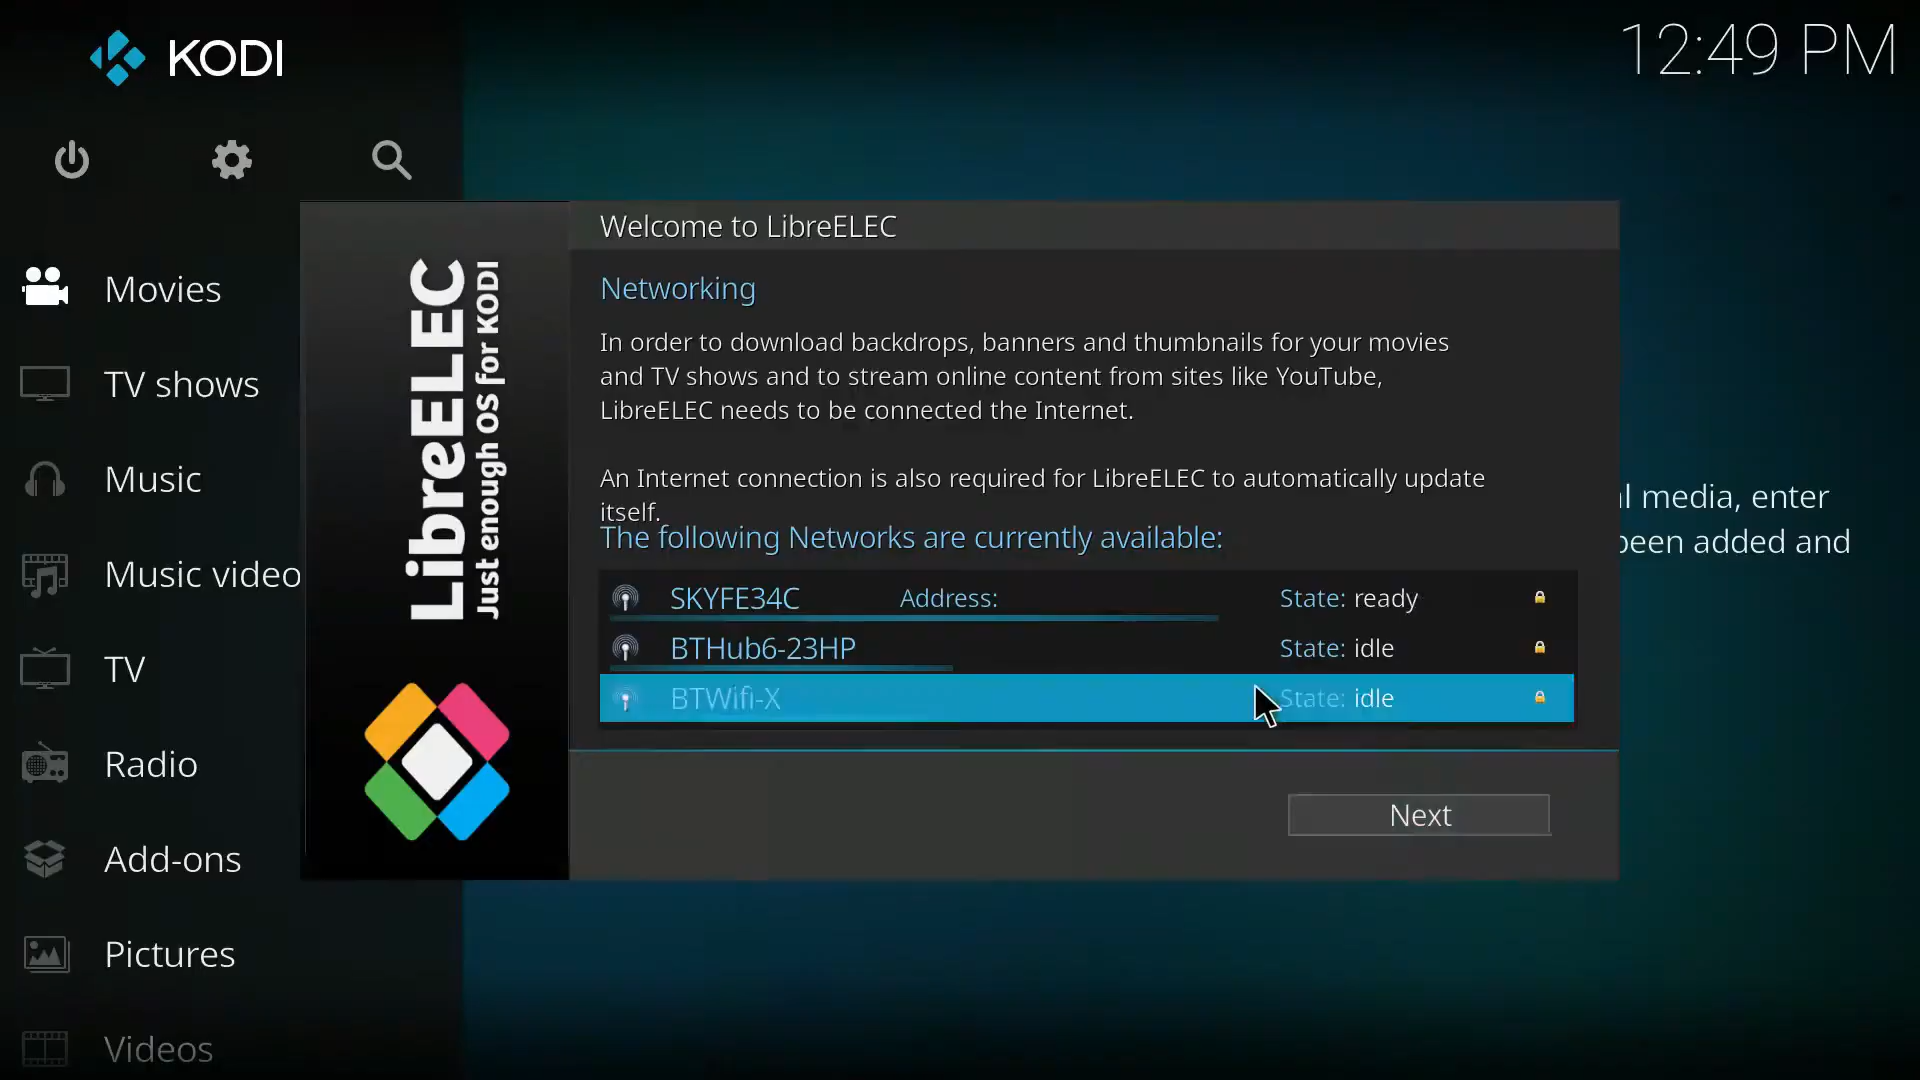 KODI
12:49 PM
Movies
TV shows
Music
Music video
TV
Radio
Add-ons
Pictures
Videos
LibreELEC
Just enough OS for KODI
Welcome to LibreELEC
Networking
In order to download backdrops, banners and thumbnails for your movies
and TV shows and to stream online content from sites like YouTube,
LibreELEC needs to be connected the Internet.
An Internet connection is also required for LibreELEC to automatically update
itself.
The following Networks are currently available:
SKYFE34C Address: State: ready
BTHub6-23HP State: idle
BTWifi-X State: idle
Next
l media, enter
been added and